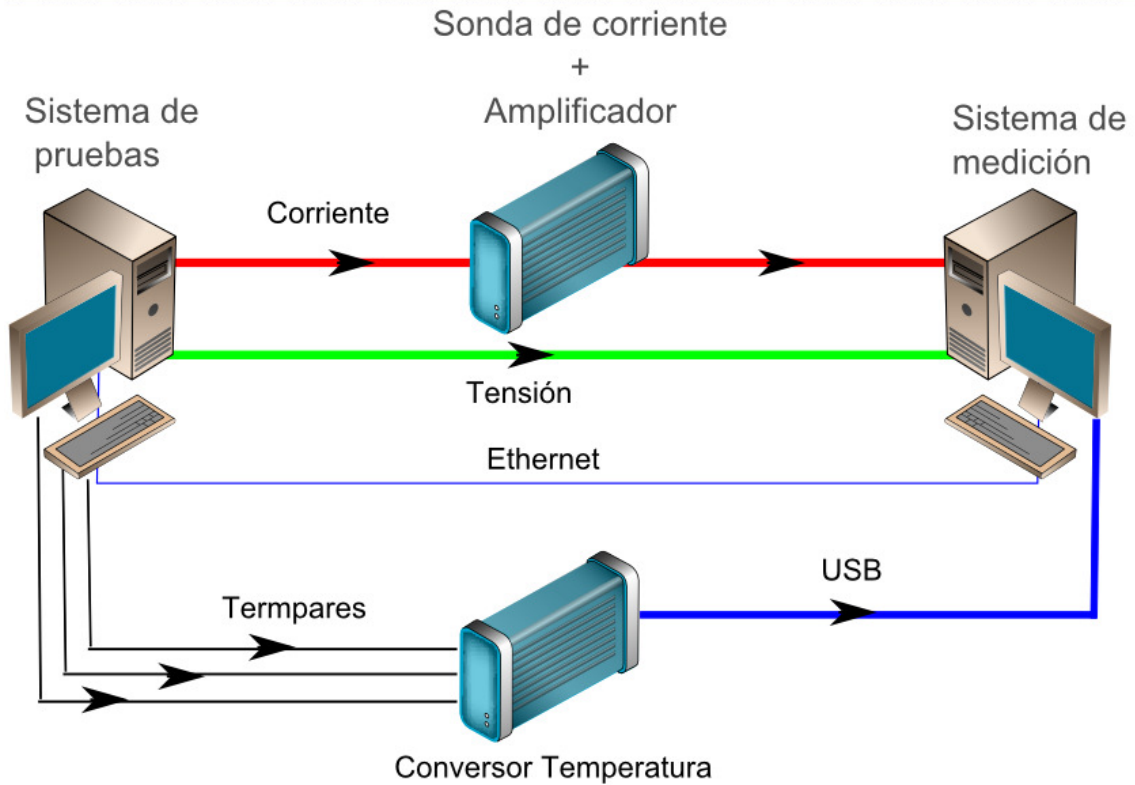 Sonda de corriente
+
Amplificador
Sistema de
pruebas
Sistema de
medición
Corriente
Tensión
Ethernet
USB
Termpares
Conversor Temperatura